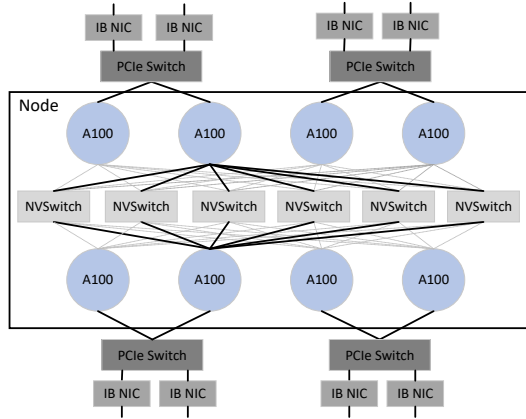 IB NIC IB NIC IB NIC IB NIC
PCIe Switch PCIe Switch
Node
A100 A100 A100 A100
NVSwitch NVSwitch NVSwitch NVSwitch NVSwitch NVSwitch
A100 A100 A100 A100
PCIe Switch PCIe Switch
IB NIC IB NIC IB NIC IB NIC